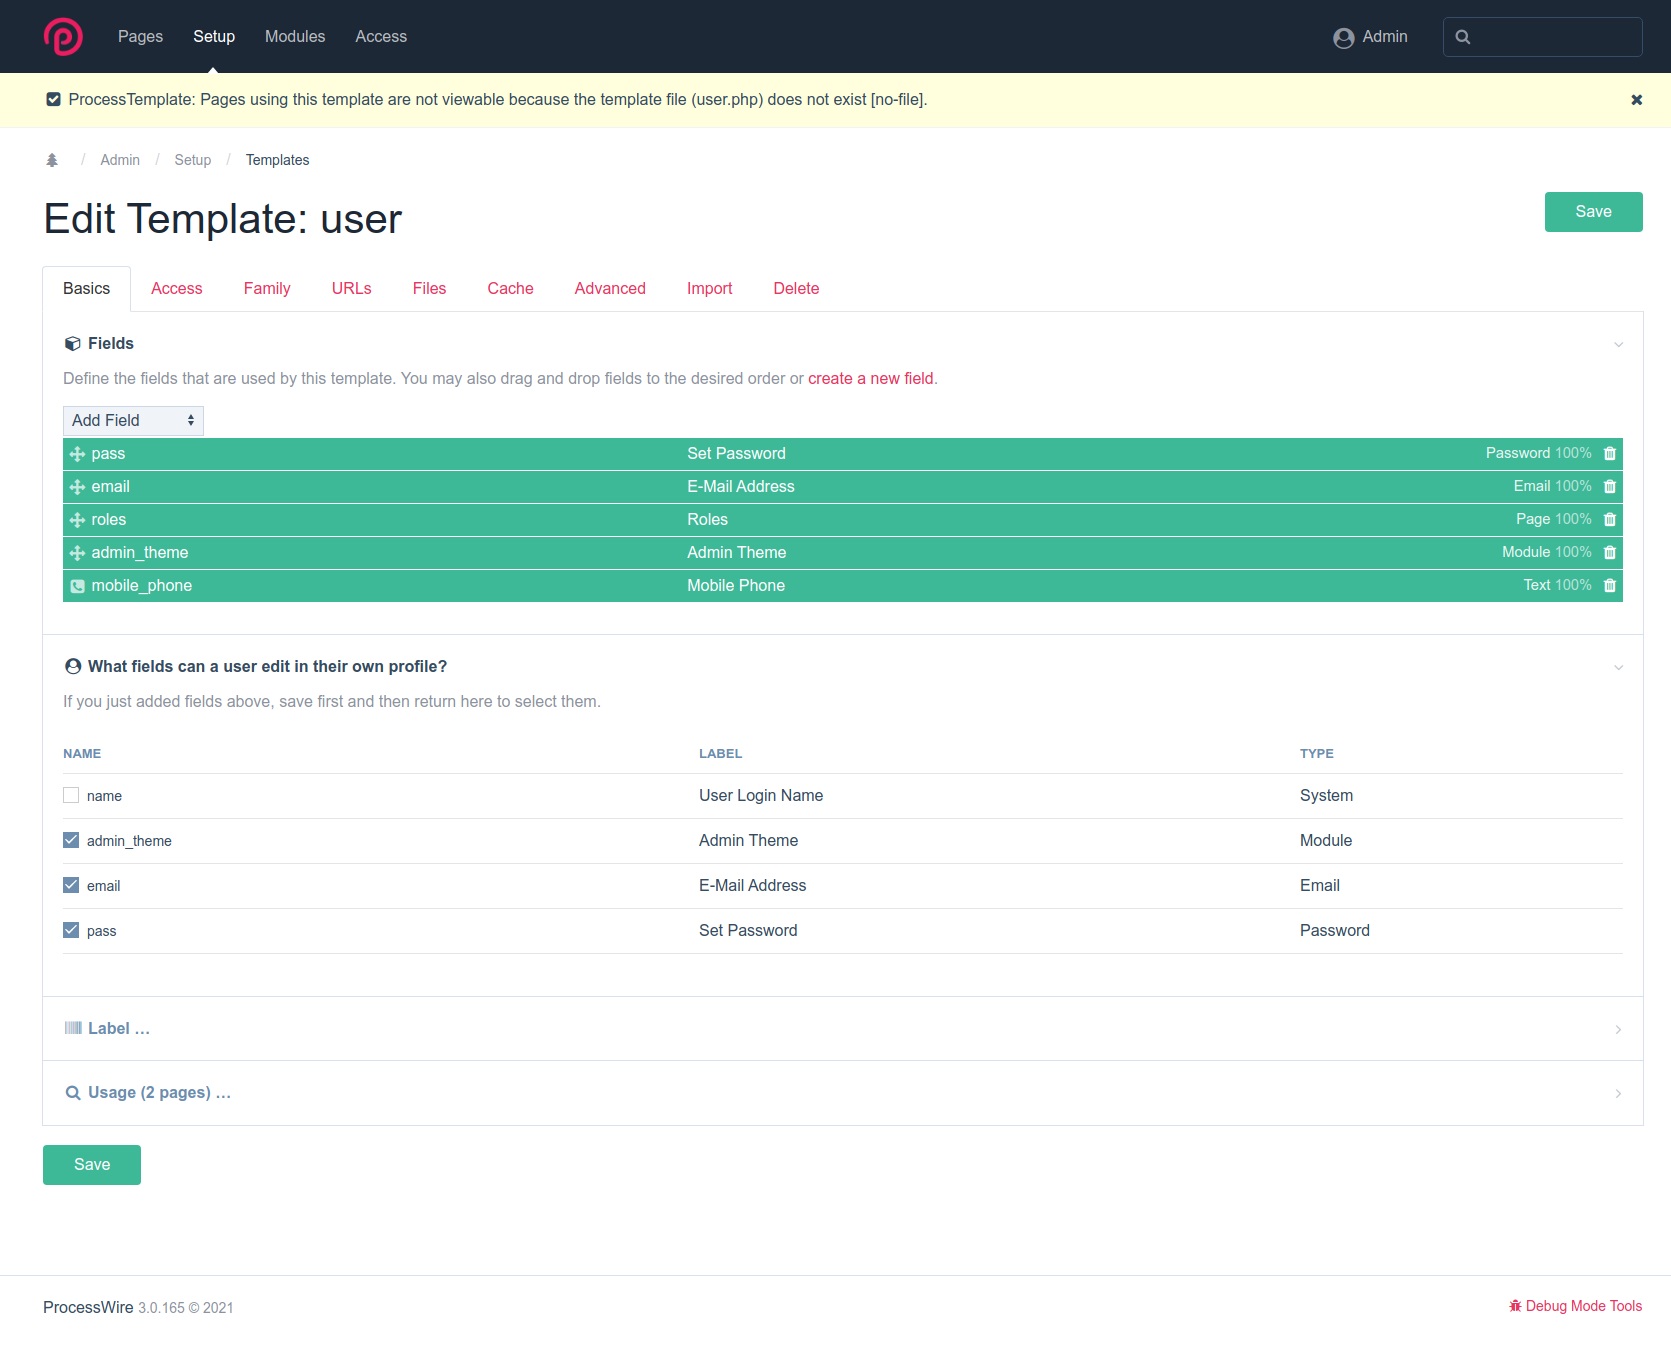 Pages Setup Modules Access Admin
ProcessTemplate: Pages using this template are not viewable because the template file (user.php) does not exist [no-file].
/ Admin / Setup / Templates
Edit Template: user
Save
Basics Access Family URLs Files Cache Advanced Import Delete
Fields
Define the fields that are used by this template. You may also drag and drop fields to the desired order or create a new field.
Add Field
pass Set Password Password 100%
email E-Mail Address Email 100%
roles Roles Page 100%
admin_theme Admin Theme Module 100%
mobile_phone Mobile Phone Text 100%
What fields can a user edit in their own profile?
If you just added fields above, save first and then return here to select them.
NAME LABEL TYPE
name User Login Name System
admin_theme Admin Theme Module
email E-Mail Address Email
pass Set Password Password
Label ...
Usage (2 pages) ...
Save
ProcessWire 3.0.165 © 2021 Debug Mode Tools